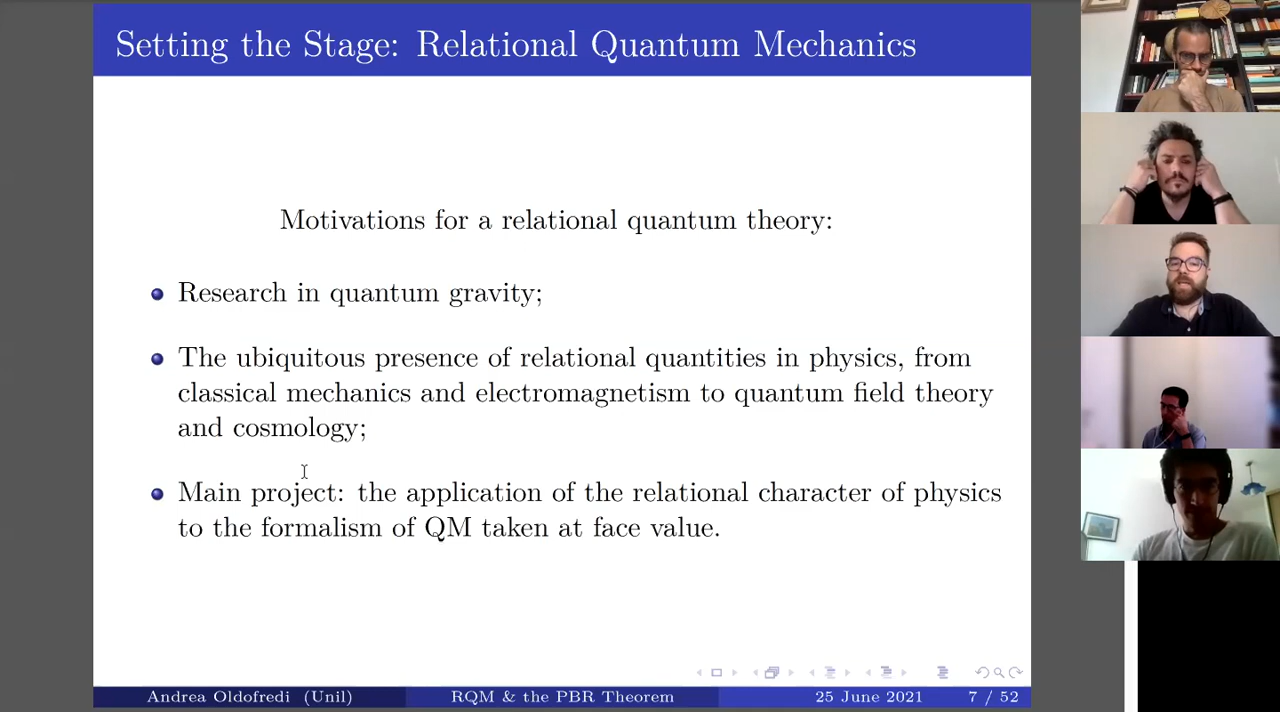 Setting the Stage: Relational Quantum Mechanics
Motivations for a relational quantum theory:
Research in quantum gravity;
The ubiquitous presence of relational quantities in physics, from
classical mechanics and electromagnetism to quantum field theory
and cosmology;
Main project: the application of the relational character of physics
to the formalism of QM taken at face value.
Andrea Oldofredi (Unil) RQM & the PBR Theorem 25 June 2021 7 / 52